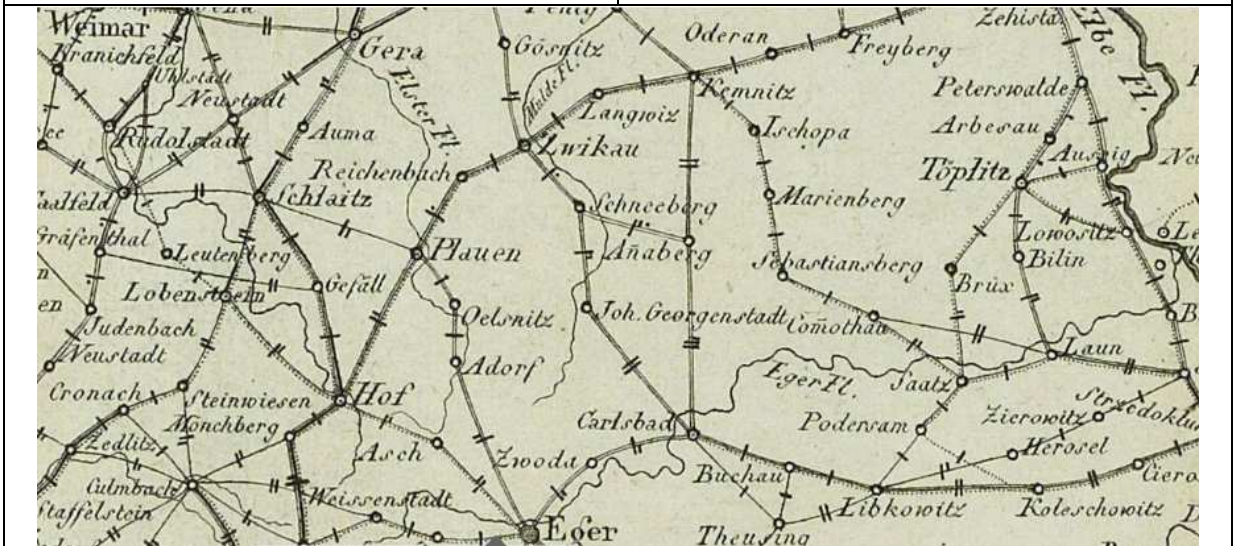 Weimar
Zehista
Elbe Fl.
Gera
Gösnitz
Oderan
Freyberg
Kranichfeld
Uhlstadt
Neustadt
Elster Fl.
Mulde Fl.
Langwiz
Kemnitz
Peterswalde
Auma
Zwikau
Ischopa
Arbesau
Rudolstadt
Aussig
Reichenbach
Töplitz
Saalfeld
Schlaitz
Schneeberg
Marienberg
Gräfenthal
Leutenberg
Plauen
Añaberg
Lowositz
Bilin
Sebastiansberg
Lobenstein
Gefäll
Brüx
Oelsnitz
Joh. Georgenstadt
Com̃othau
Judenbach
Neustadt
Adorf
Laun
Eger Fl.
Saatz
Cronach
Steinwiesen
Hof
Mönchberg
Carlsbad
Podersam
Zierowitz
Zedlitz
Asch
Zwoda
Buchau
Herosel
Culmbach
Weissenstadt
Libkowitz
Koleschowitz
Staffelstein
Eger
Theusing